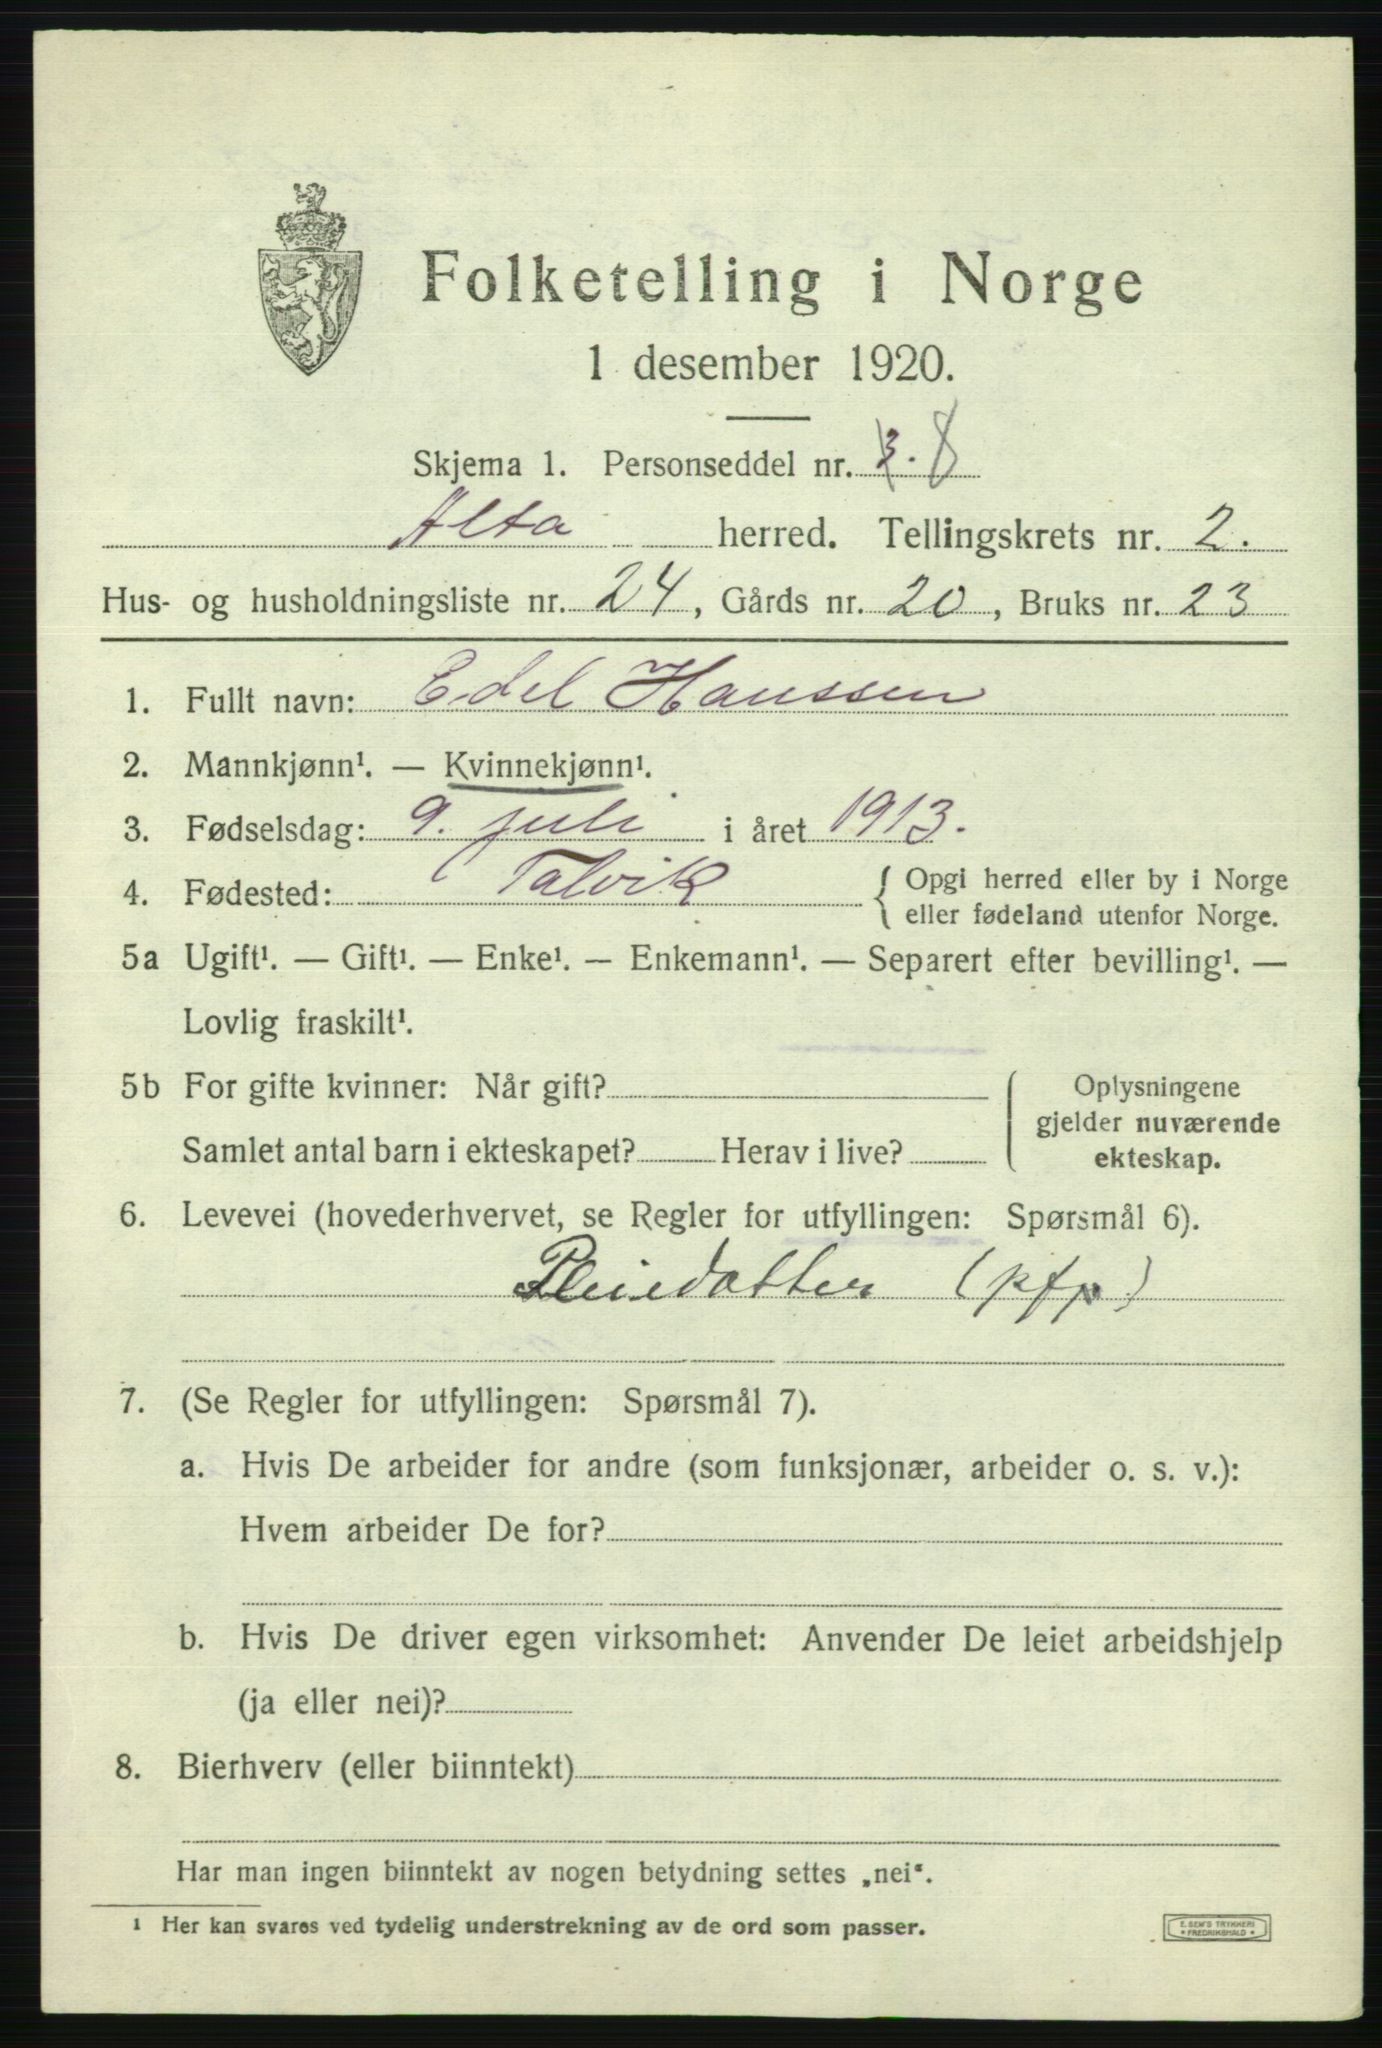 Folketelling i Norge
1 desember 1920.
Skjema 1. Personseddel nr. 3. 8
Alta herred. Tellingskrets nr. 2.
Hus- og husholdningsliste nr. 24, Gårds nr. 20, Bruks nr. 23
1. Fullt navn: Edel Hanssen
2. Mannkjønn¹. — Kvinnekjønn¹.
3. Fødselsdag: 9. juli i året 1913.
4. Fødested: Talvik { Opgi herred eller by i Norge
eller fødeland utenfor Norge.
5a Ugift¹. — Gift¹. — Enke¹. — Enkemann¹. — Separert efter bevilling¹. —
Lovlig fraskilt¹.
5b For gifte kvinner: Når gift?
Samlet antal barn i ekteskapet? Herav i live?
Oplysningene
gjelder nuværende
ekteskap.
6. Levevei (hovederhvervet, se Regler for utfyllingen: Spørsmål 6).
Pleiedatter (pfp)
7. (Se Regler for utfyllingen: Spørsmål 7).
a. Hvis De arbeider for andre (som funksjonær, arbeider o. s. v.):
Hvem arbeider De for?
b. Hvis De driver egen virksomhet: Anvender De leiet arbeidshjelp
(ja eller nei)?
8. Bierhverv (eller biinntekt)
Har man ingen biinntekt av nogen betydning settes „nei“.
1 Her kan svares ved tydelig understrekning av de ord som passer.
E. SEM'S TRYKKERI
* FREDRIKSHALD *